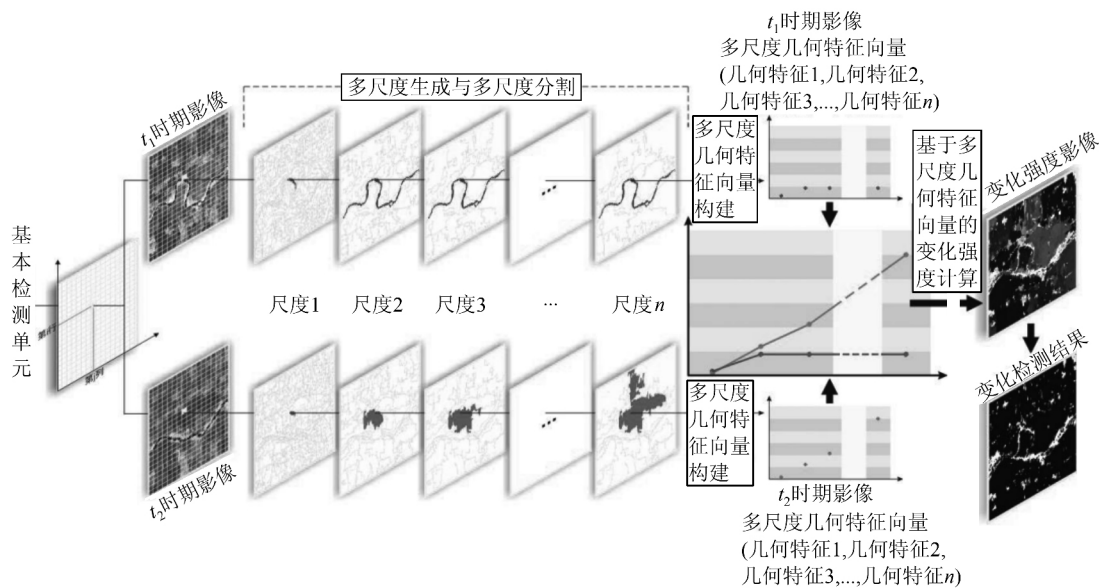 t₁时期影像
多尺度几何特征向量
(几何特征1,几何特征2,
几何特征3,...,几何特征n)
多尺度生成与多尺度分割
t₁时期影像
多尺度
几何特
征向量
构建
基于多
尺度几
何特征
向量的
变化强
度计算
变化强度影像
基本检测单元
尺度1
尺度2
尺度3
...
尺度n
变化检测结果
多尺度
几何特
征向量
构建
t₂时期影像
t₂时期影像
多尺度几何特征向量
(几何特征1,几何特征2,
几何特征3,...,几何特征n)